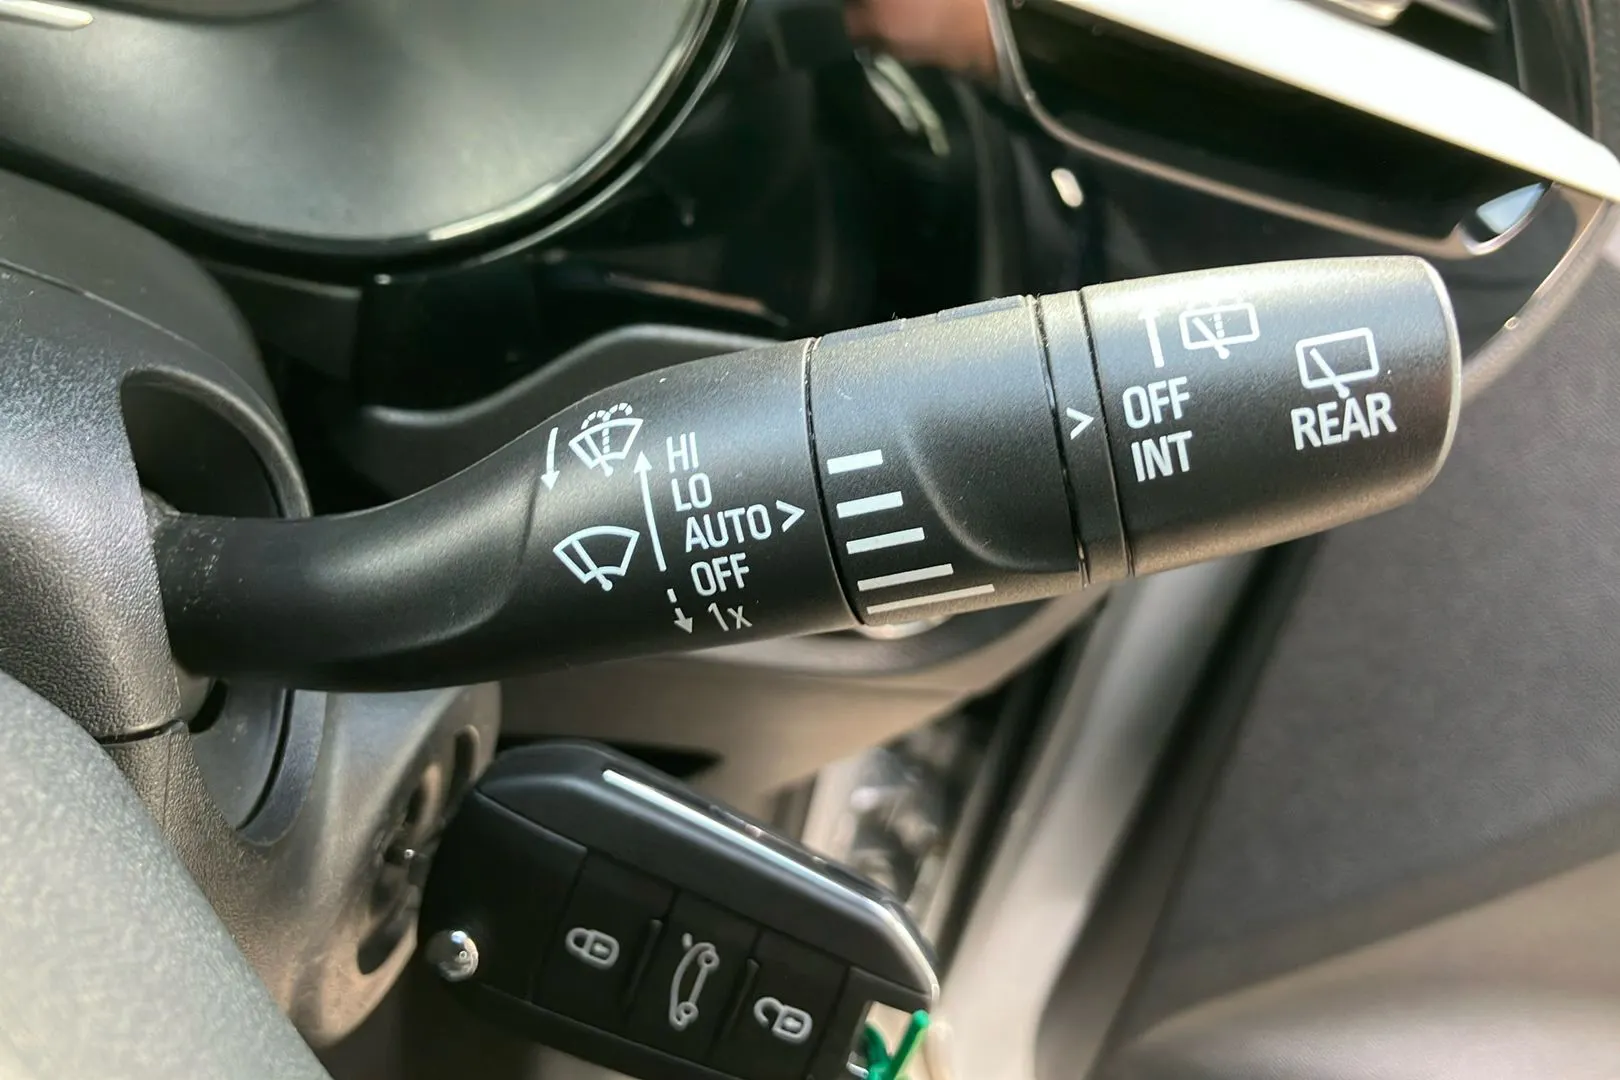 HI
LO
AUTO >
OFF
1x
>
OFF
INT
REAR